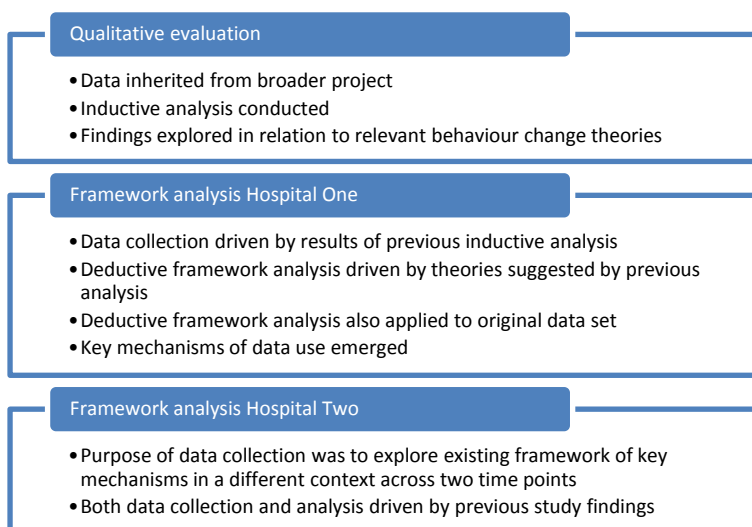 Qualitative evaluation
•Data inherited from broader project
•Inductive analysis conducted
•Findings explored in relation to relevant behaviour change theories
Framework analysis Hospital One
•Data collection driven by results of previous inductive analysis
•Deductive framework analysis driven by theories suggested by previous
analysis
•Deductive framework analysis also applied to original data set
•Key mechanisms of data use emerged
Framework analysis Hospital Two
•Purpose of data collection was to explore existing framework of key
mechanisms in a different context across two time points
•Both data collection and analysis driven by previous study findings